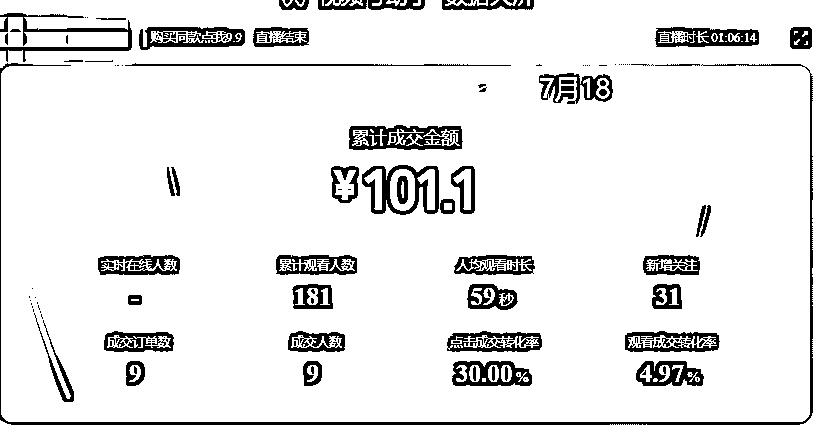 购买同款点我9.9 直播结束 直播时长 01:06:14
7月18
累计成交金额
¥101.1
实时在线人数 累计观看人数 人均观看时长 新增关注
- 181 59秒 31
成交订单数 成交人数 点击成交转化率 观看成交转化率
9 9 30.00% 4.97%